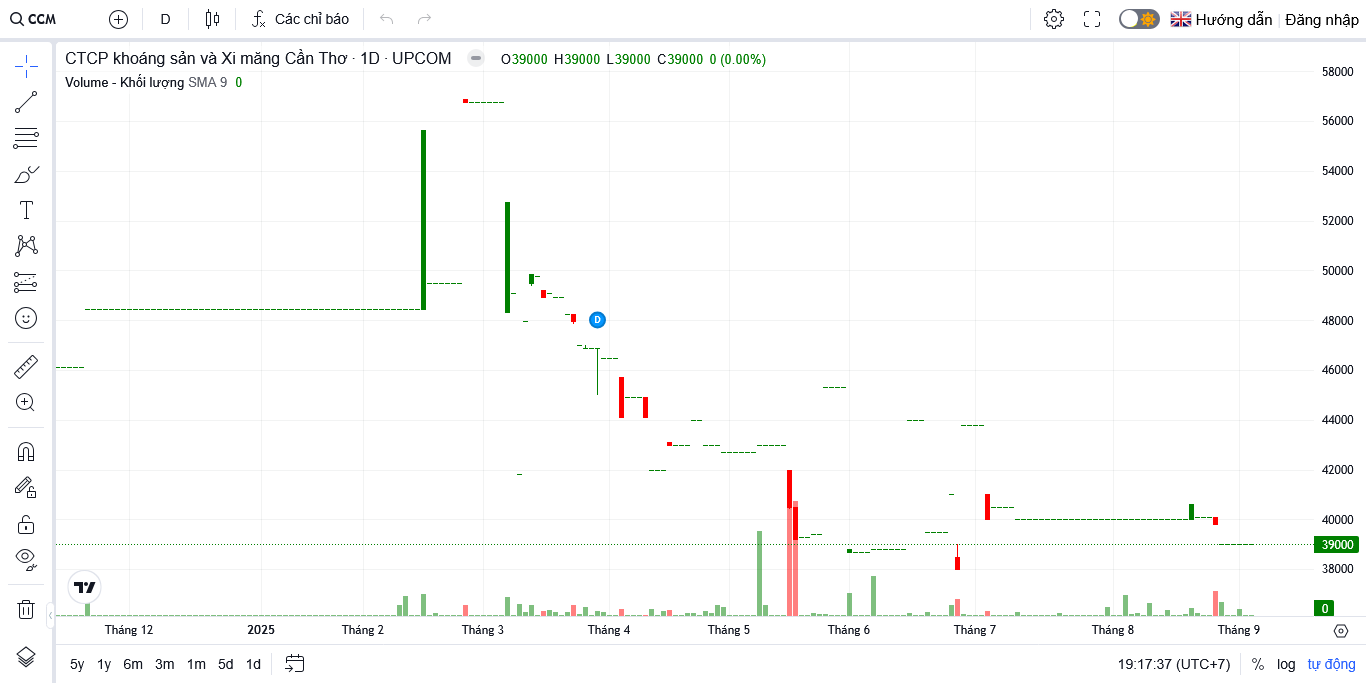 CCM D Các chỉ báo Hướng dẫn Đăng nhập
CTCP khoáng sản và Xi măng Cần Thơ · 1D · UPCOM O39000 H39000 L39000 C39000 0 (0.00%)
Volume - Khối lượng SMA 9 0
58000
56000
54000
52000
50000
48000
D
46000
44000
42000
40000
39000
38000
0
Tháng 12 2025 Tháng 2 Tháng 3 Tháng 4 Tháng 5 Tháng 6 Tháng 7 Tháng 8 Tháng 9
5y 1y 6m 3m 1m 5d 1d 19:17:37 (UTC+7) % log tự động